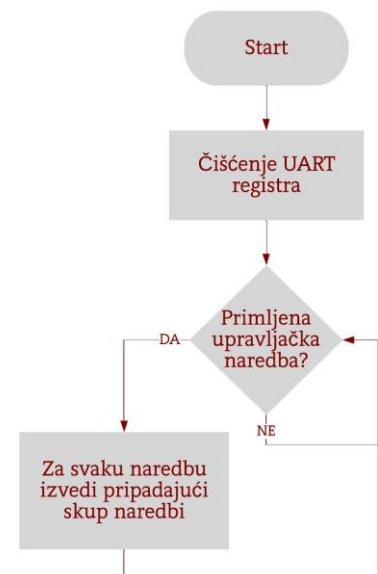 Start
Čišćenje UART
registra
Primljena
upravljačka
naredba?
DA
NE
Za svaku naredbu
izvedi pripadajući
skup naredbi